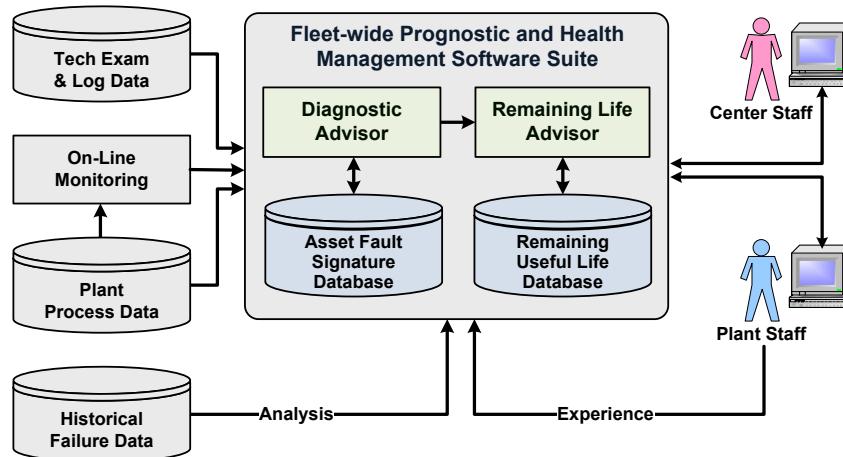 Tech Exam
& Log Data
On-Line
Monitoring
Plant
Process Data
Historical
Failure Data
Fleet-wide Prognostic and Health
Management Software Suite
Diagnostic
Advisor
Remaining Life
Advisor
Asset Fault
Signature
Database
Remaining
Useful Life
Database
Center Staff
Plant Staff
Analysis
Experience